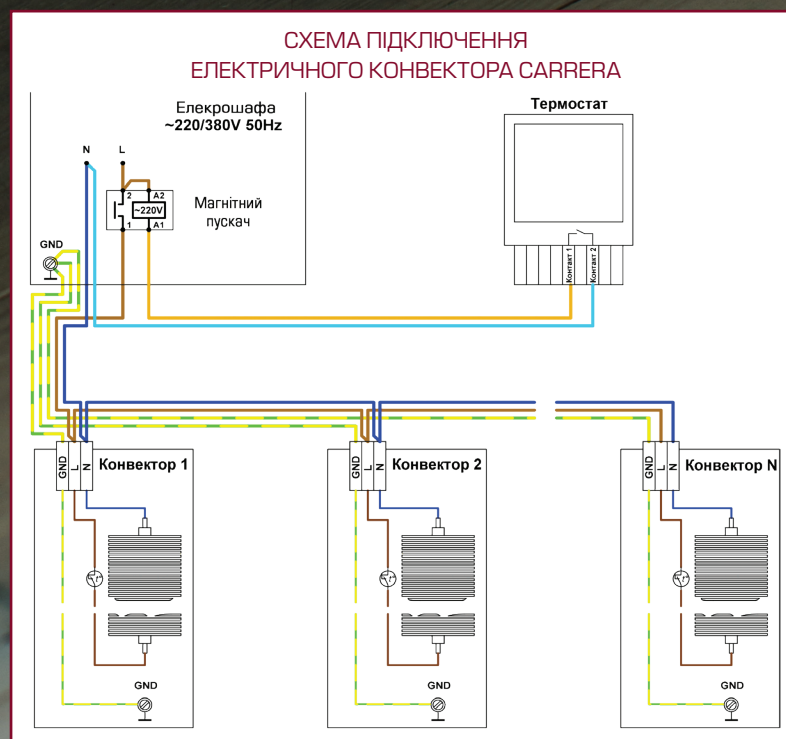 СХЕМА ПІДКЛЮЧЕННЯ
ЕЛЕКТРИЧНОГО КОНВЕКТОРА CARRERA
Елекрошафа
~220/380V 50Hz
Термостат
N
L
2
A2
~220V
1
A1
Магнітний
пускач
GND
Контакт 1
Контакт 2
GND
L
N
Конвектор 1
GND
L
N
Конвектор 2
GND
L
N
Конвектор N
GND
GND
GND